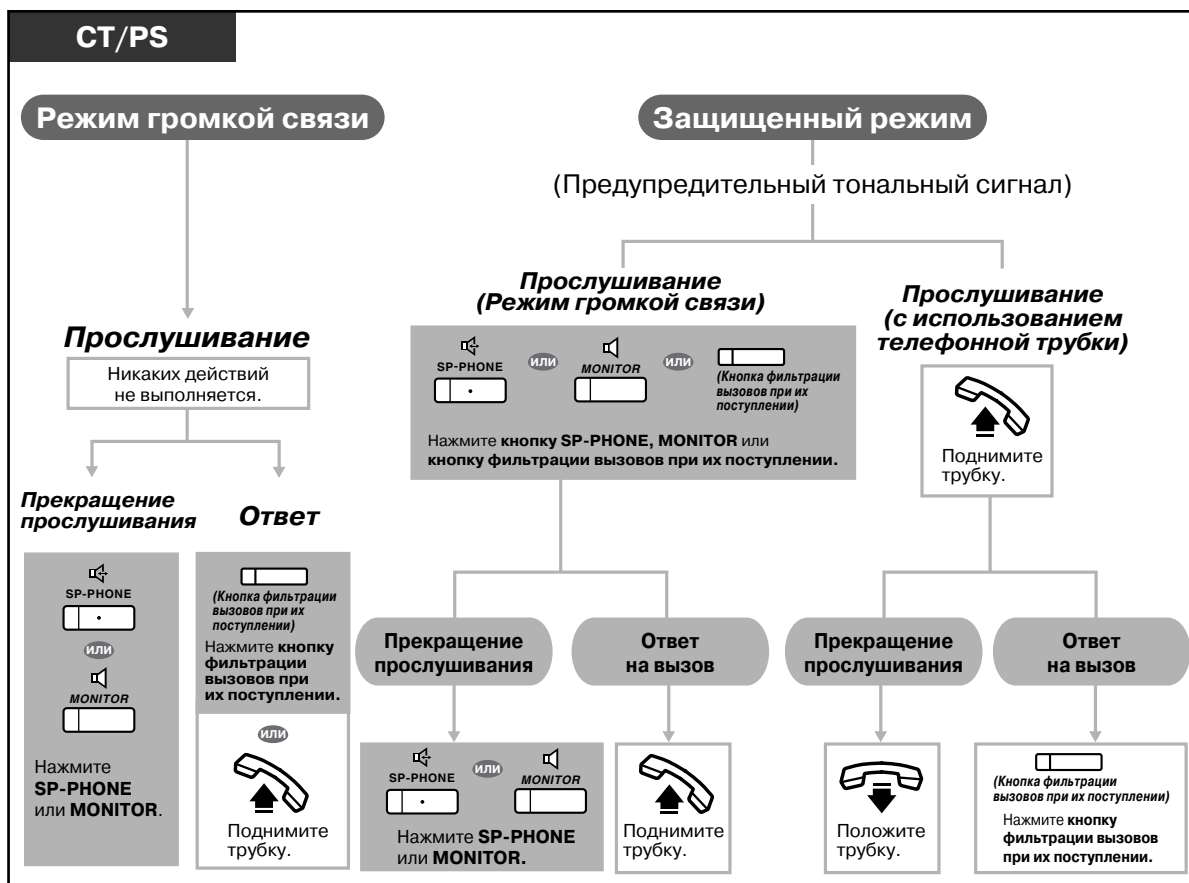 СТ/PS
Режим громкой связи
Прослушивание
Никаких действий
не выполняется.
Прекращение
прослушивания
SP-PHONE
или
MONITOR
Нажмите
SP-PHONE
или MONITOR.
Ответ
(Кнопка фильтрации
вызовов при их
поступлении)
Нажмите кнопку
фильтрации
вызовов при
их поступлении.
или
Поднимите
трубку.
Защищенный режим
(Предупредительный тональный сигнал)
Прослушивание
(Режим громкой связи)
SP-PHONE
или
MONITOR
или
(Кнопка фильтрации
вызовов при их
поступлении)
Нажмите кнопку SP-PHONE, MONITOR или
кнопку фильтрации вызовов при их поступлении.
Прекращение
прослушивания
SP-PHONE
или
MONITOR
Нажмите SP-PHONE
или MONITOR.
Ответ
на вызов
Поднимите
трубку.
Прослушивание
(с использованием
телефонной трубки)
Поднимите
трубку.
Прекращение
прослушивания
Положите
трубку.
Ответ
на вызов
(Кнопка фильтрации
вызовов при их поступлении)
Нажмите кнопку
фильтрации вызовов
при их поступлении.